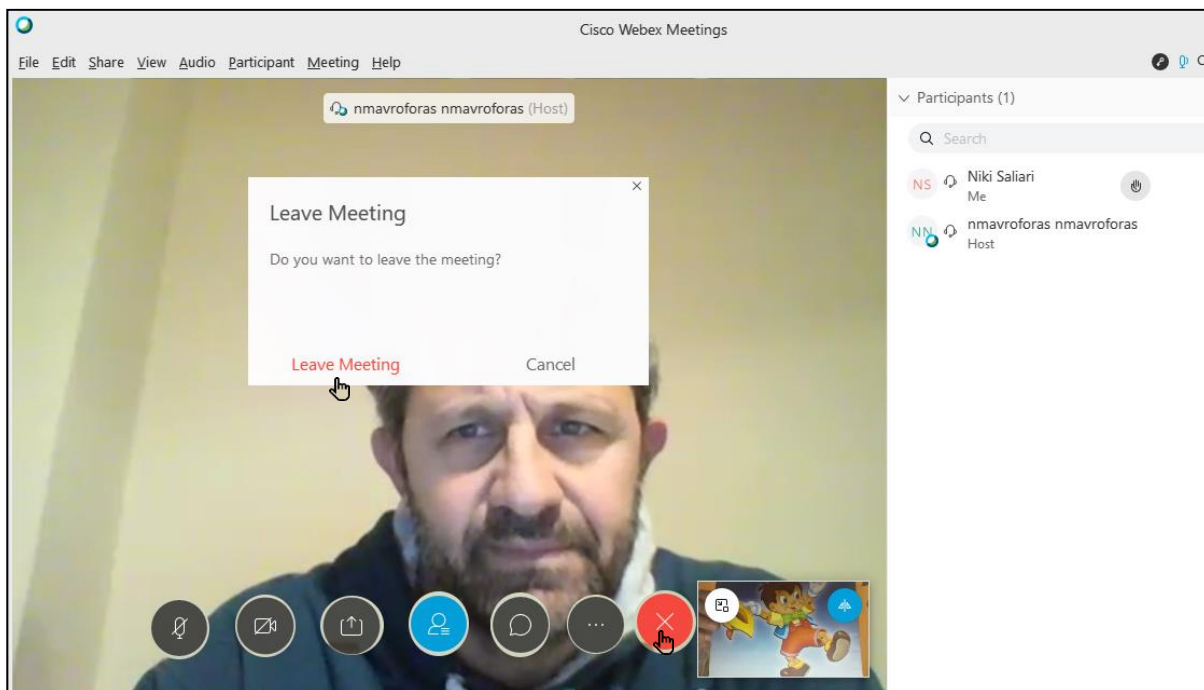 Cisco Webex Meetings
File Edit Share View Audio Participant Meeting Help
nmavroforas nmavroforas (Host)
Participants (1)
Search
NS
Niki Saliari
Me
NN
nmavroforas nmavroforas
Host
Leave Meeting
Do you want to leave the meeting?
Leave Meeting Cancel